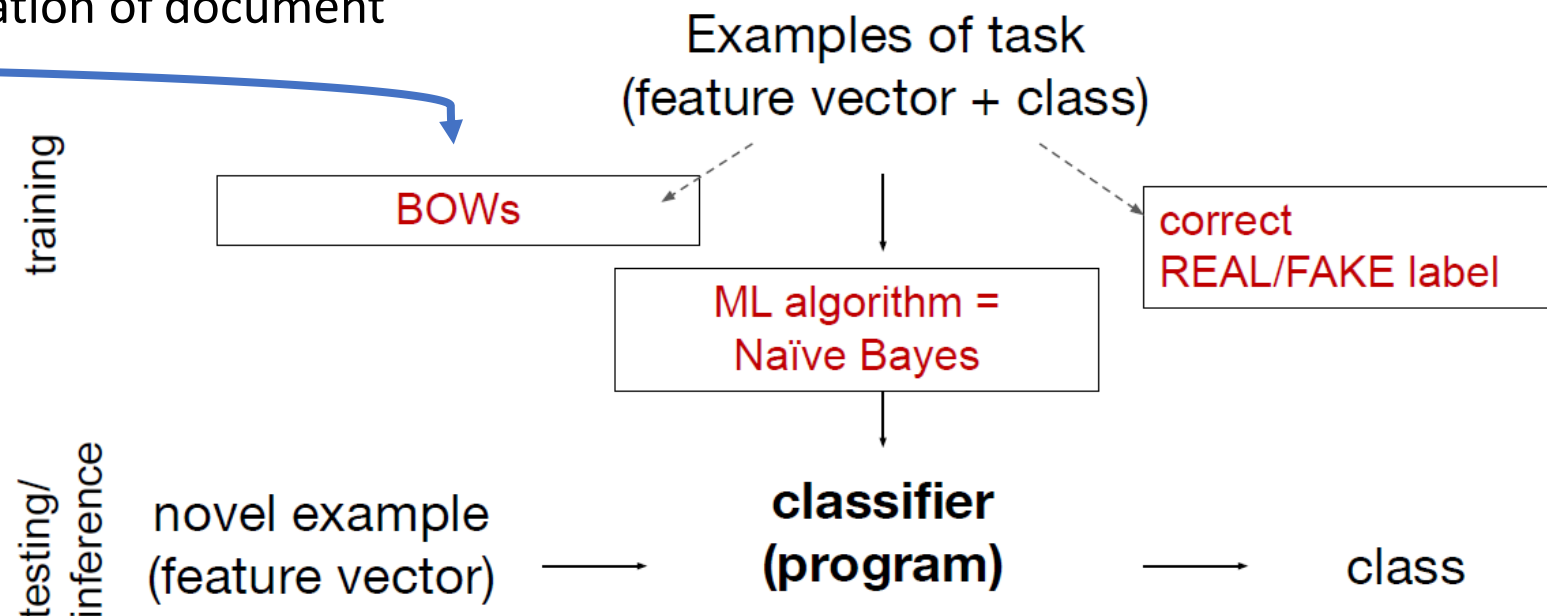 of document
Examples of task
(feature vector + class)
training
BOWs
correct
REAL/FAKE label
ML algorithm =
Naïve Bayes
testing/
inference
novel example
(feature vector)
classifier
(program)
class